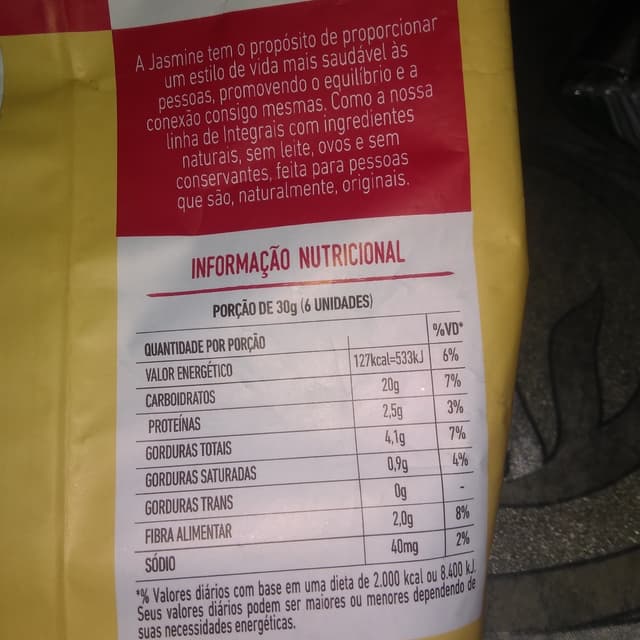 A Jasmine tem o propósito de proporcionar
um estilo de vida mais saudável às
pessoas, promovendo o equilíbrio e a
conexão consigo mesmas. Como a nossa
linha de Integrais com ingredientes
naturais, sem leite, ovos e sem
conservantes, feita para pessoas
que são, naturalmente, originais.
INFORMAÇÃO NUTRICIONAL
PORÇÃO DE 30g (6 UNIDADES)
QUANTIDADE POR PORÇÃO %VD*
VALOR ENERGÉTICO 127kcal=533kJ 6%
CARBOIDRATOS 20g 7%
PROTEÍNAS 2,5g 3%
GORDURAS TOTAIS 4,1g 7%
GORDURAS SATURADAS 0,9g 4%
GORDURAS TRANS 0g -
FIBRA ALIMENTAR 2,0g 8%
SÓDIO 40mg 2%
*% Valores diários com base em uma dieta de 2.000 kcal ou 8.400 kJ.
Seus valores diários podem ser maiores ou menores dependendo de
suas necessidades energéticas.